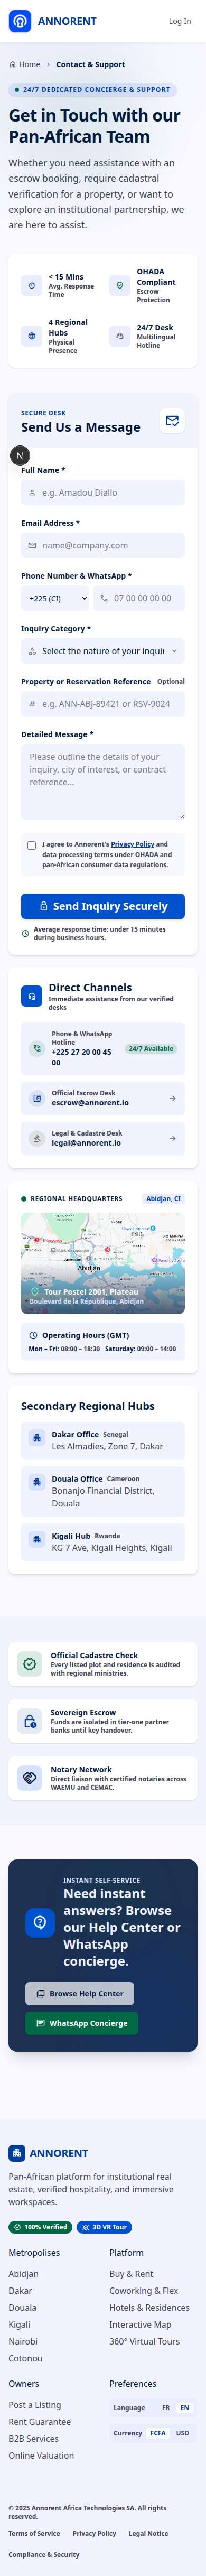 ANNORENT
Log In
Home > Contact & Support
24/7 DEDICATED CONCIERGE & SUPPORT
Get in Touch with our
Pan-African Team
Whether you need assistance with an
escrow booking, require cadastral
verification for a property, or want to
explore an institutional partnership, we
are here to assist.
< 15 Mins
Avg. Response
Time
OHADA
Compliant
Escrow
Protection
4 Regional
Hubs
Physical
Presence
24/7 Desk
Multilingual
Hotline
SECURE DESK
Send Us a Message
N
Full Name *
e.g. Amadou Diallo
Email Address *
name@company.com
Phone Number & WhatsApp *
+225 (CI)
07 00 00 00 00
Inquiry Category *
Select the nature of your inquir
Property or Reservation Reference
Optional
# e.g. ANN-ABJ-89421 or RSV-9024
Detailed Message *
Please outline the details of your
inquiry, city of interest, or contract
reference...
I agree to Annorent's Privacy Policy and
data processing terms under OHADA and
pan-African consumer data regulations.
Send Inquiry Securely
Average response time: under 15 minutes
during business hours.
Direct Channels
Immediate assistance from our verified
desks
Phone & WhatsApp
Hotline
+225 27 20 00 45
00
24/7 Available
Official Escrow Desk
escrow@annorent.io
Legal & Cadastre Desk
legal@annorent.io
REGIONAL HEADQUARTERS
Abidjan, CI
Abidjan
Tour Postel 2001, Plateau
Boulevard de la République, Abidjan
Operating Hours (GMT)
Mon – Fri: 08:00 – 18:30 Saturday: 09:00 – 14:00
Secondary Regional Hubs
Dakar Office Senegal
Les Almadies, Zone 7, Dakar
Douala Office Cameroon
Bonanjo Financial District,
Douala
Kigali Hub Rwanda
KG 7 Ave, Kigali Heights, Kigali
Official Cadastre Check
Every listed plot and residence is audited
with regional ministries.
Sovereign Escrow
Funds are isolated in tier-one partner
banks until key handover.
Notary Network
Direct liaison with certified notaries across
WAEMU and CEMAC.
INSTANT SELF-SERVICE
Need instant
answers? Browse
our Help Center or
WhatsApp
concierge.
Browse Help Center
WhatsApp Concierge
ANNORENT
Pan-African platform for institutional real
estate, verified hospitality, and immersive
workspaces.
100% Verified
3D VR Tour
Metropolises
Abidjan
Dakar
Douala
Kigali
Nairobi
Cotonou
Platform
Buy & Rent
Coworking & Flex
Hotels & Residences
Interactive Map
360° Virtual Tours
Owners
Post a Listing
Rent Guarantee
B2B Services
Online Valuation
Preferences
Language FR EN
Currency FCFA USD
© 2025 Annorent Africa Technologies SA. All rights
reserved.
Terms of Service Privacy Policy Legal Notice
Compliance & Security